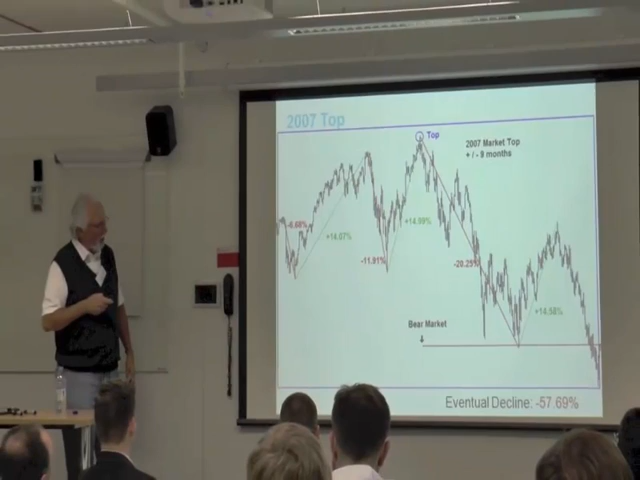 2007 Top
Top
2007 Market Top
+ / - 9 months
-6.60%
+14.07%
-11.91%
+14.99%
-20.25%
+14.58%
Bear Market
Eventual Decline: -57.69%